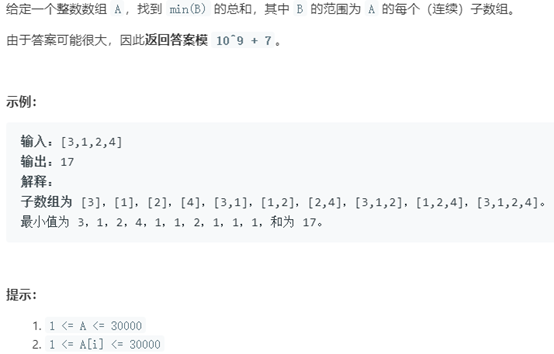 给定一个整数数组 A ，找到 min(B) 的总和，其中 B 的范围为 A 的每个（连续）子数组。
由于答案可能很大，因此返回答案模 10^9 + 7 。
示例：
输入：[3,1,2,4]
输出：17
解释：
子数组为 [3]，[1]，[2]，[4]，[3,1]，[1,2]，[2,4]，[3,1,2]，[1,2,4]，[3,1,2,4]。
最小值为 3，1，2，4，1，1，2，1，1，1，和为 17。
提示：
1. 1 <= A <= 30000
2. 1 <= A[i] <= 30000